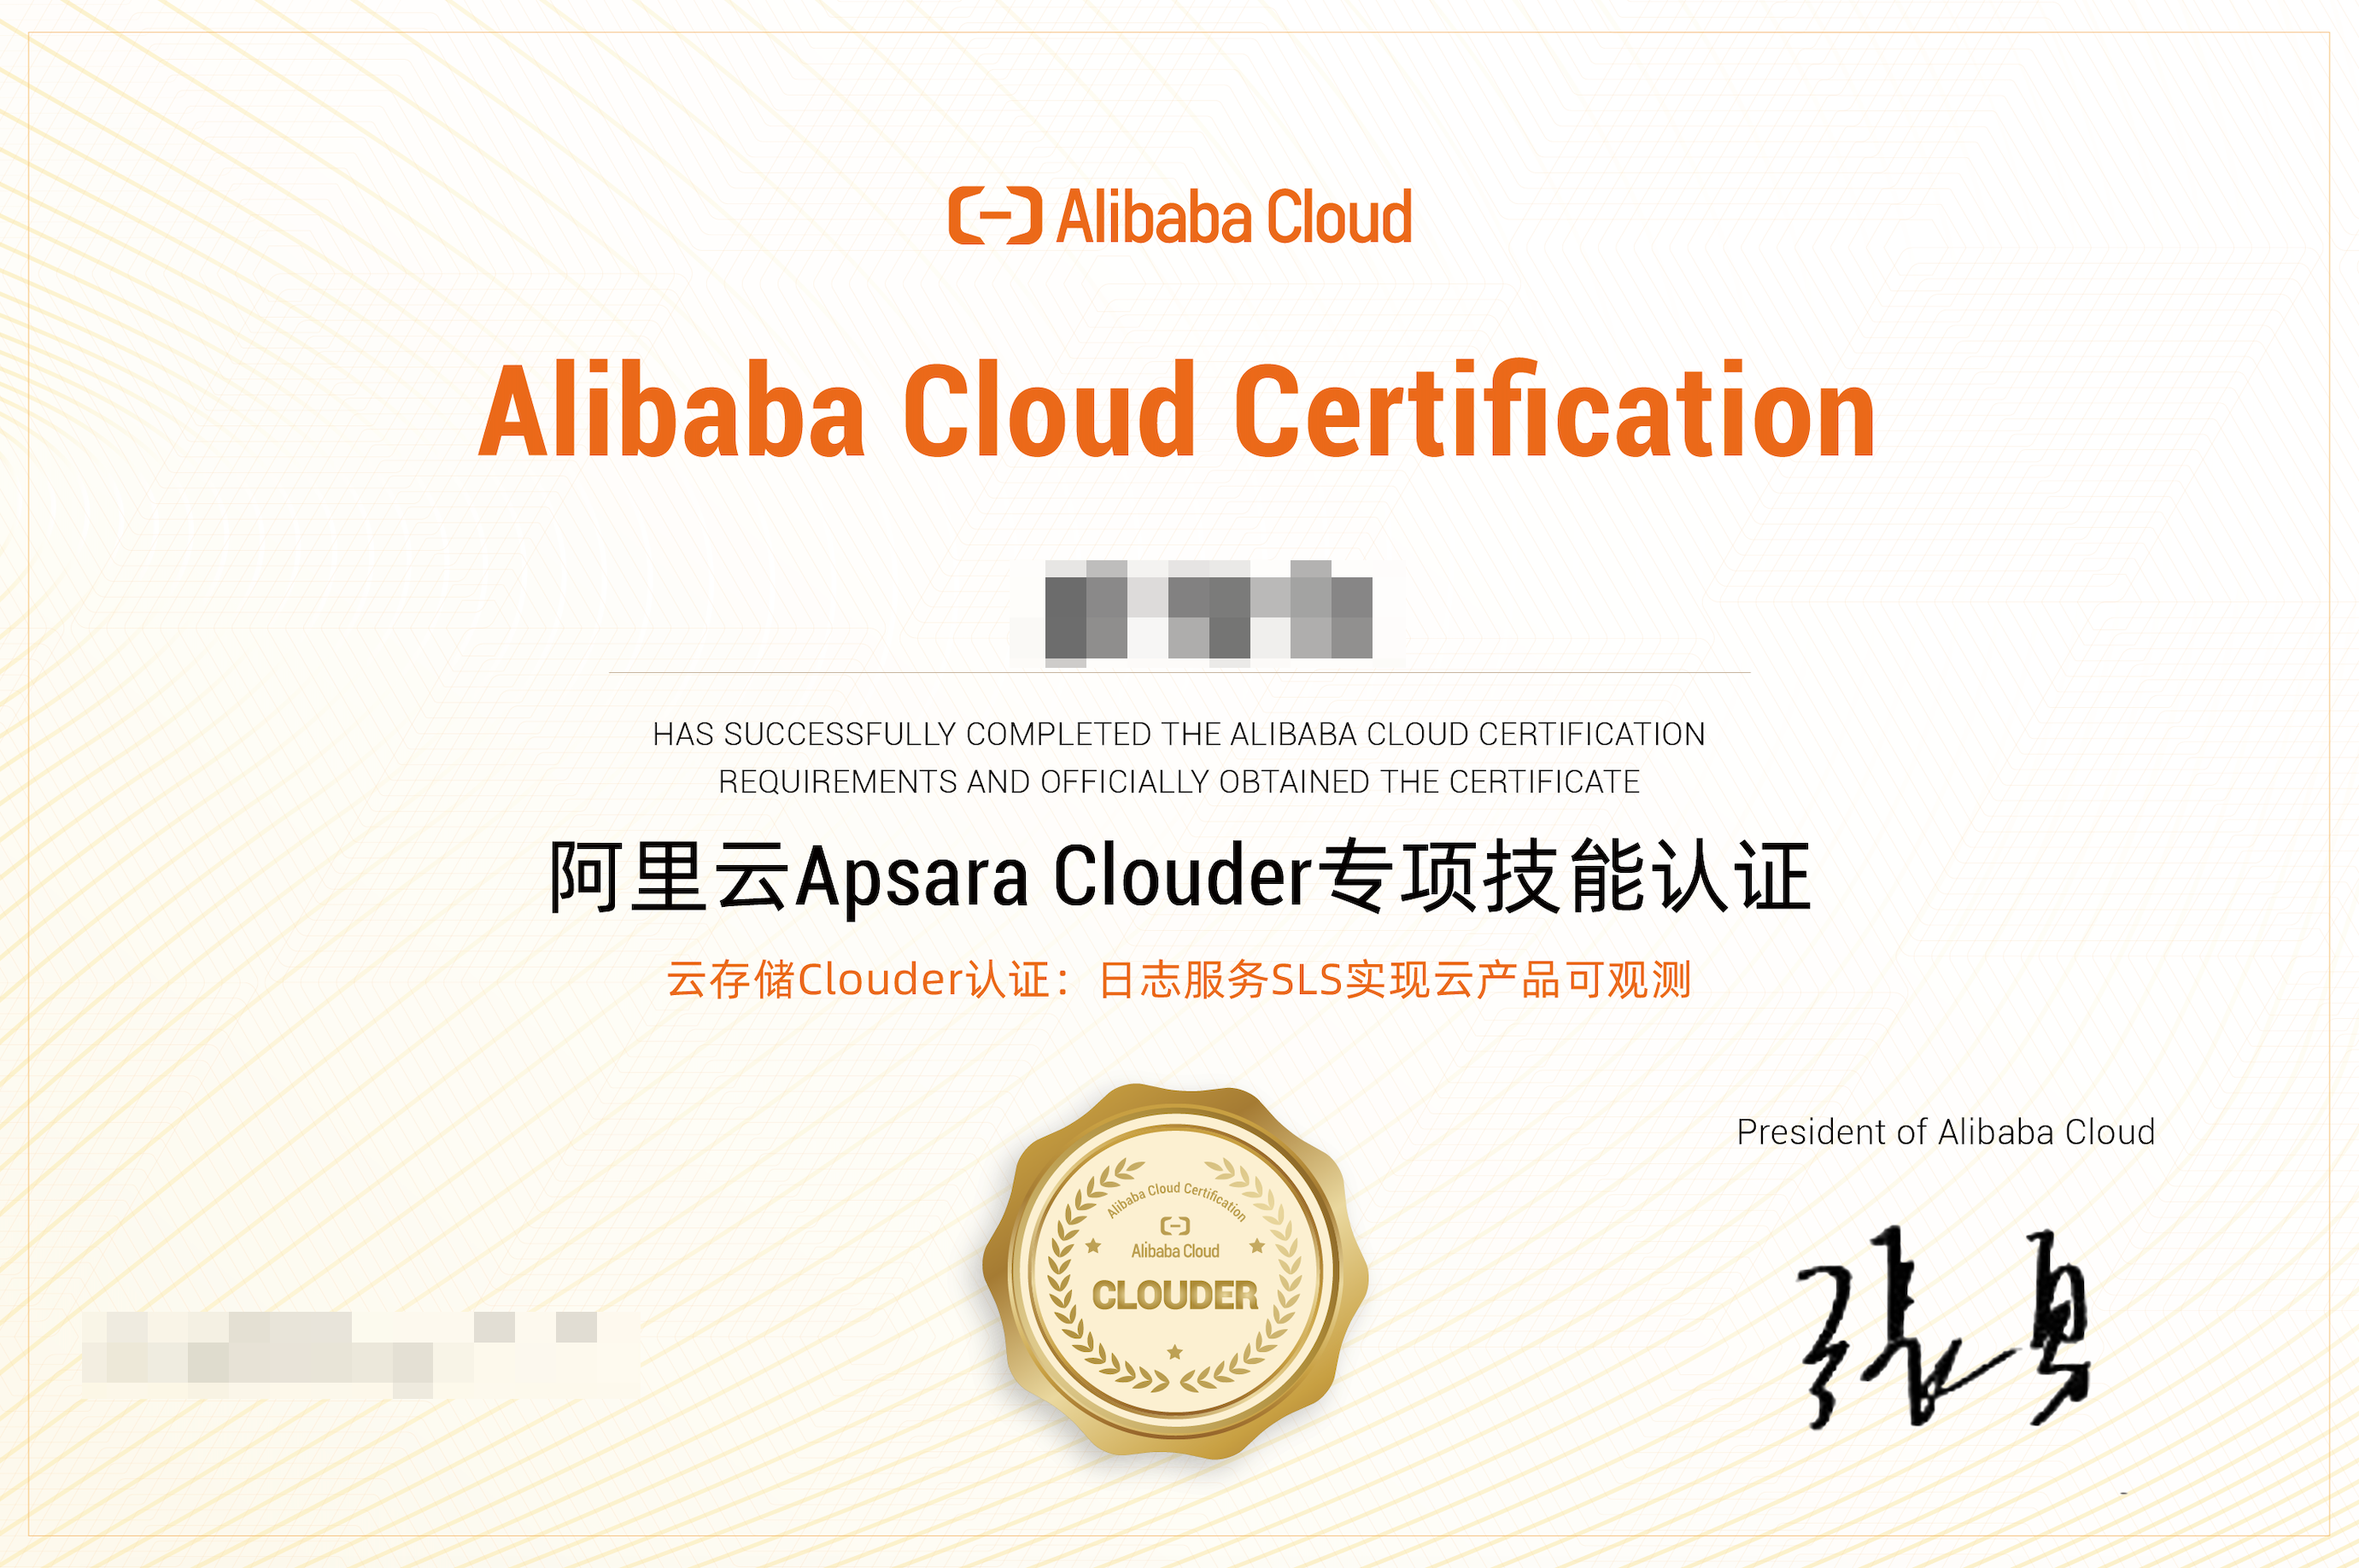 Alibaba Cloud
Alibaba Cloud Certification
HAS SUCCESSFULLY COMPLETED THE ALIBABA CLOUD CERTIFICATION
REQUIREMENTS AND OFFICIALLY OBTAINED THE CERTIFICATE
阿里云Apsara Clouder专项技能认证
云存储Clouder认证：日志服务SLS实现云产品可观测
Alibaba Cloud Certification
Alibaba Cloud
CLOUDER
President of Alibaba Cloud
张勇